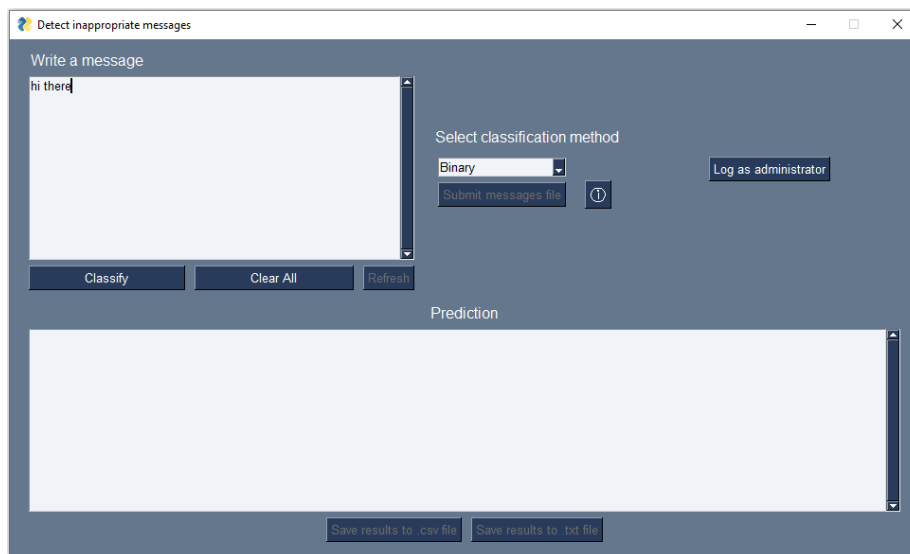 Detect inappropriate messages
Write a message
hi there
Select classification method
Binary
Log as administrator
Submit messages file
Classify
Clear All
Refresh
Prediction
Save results to .csv file
Save results to .txt file